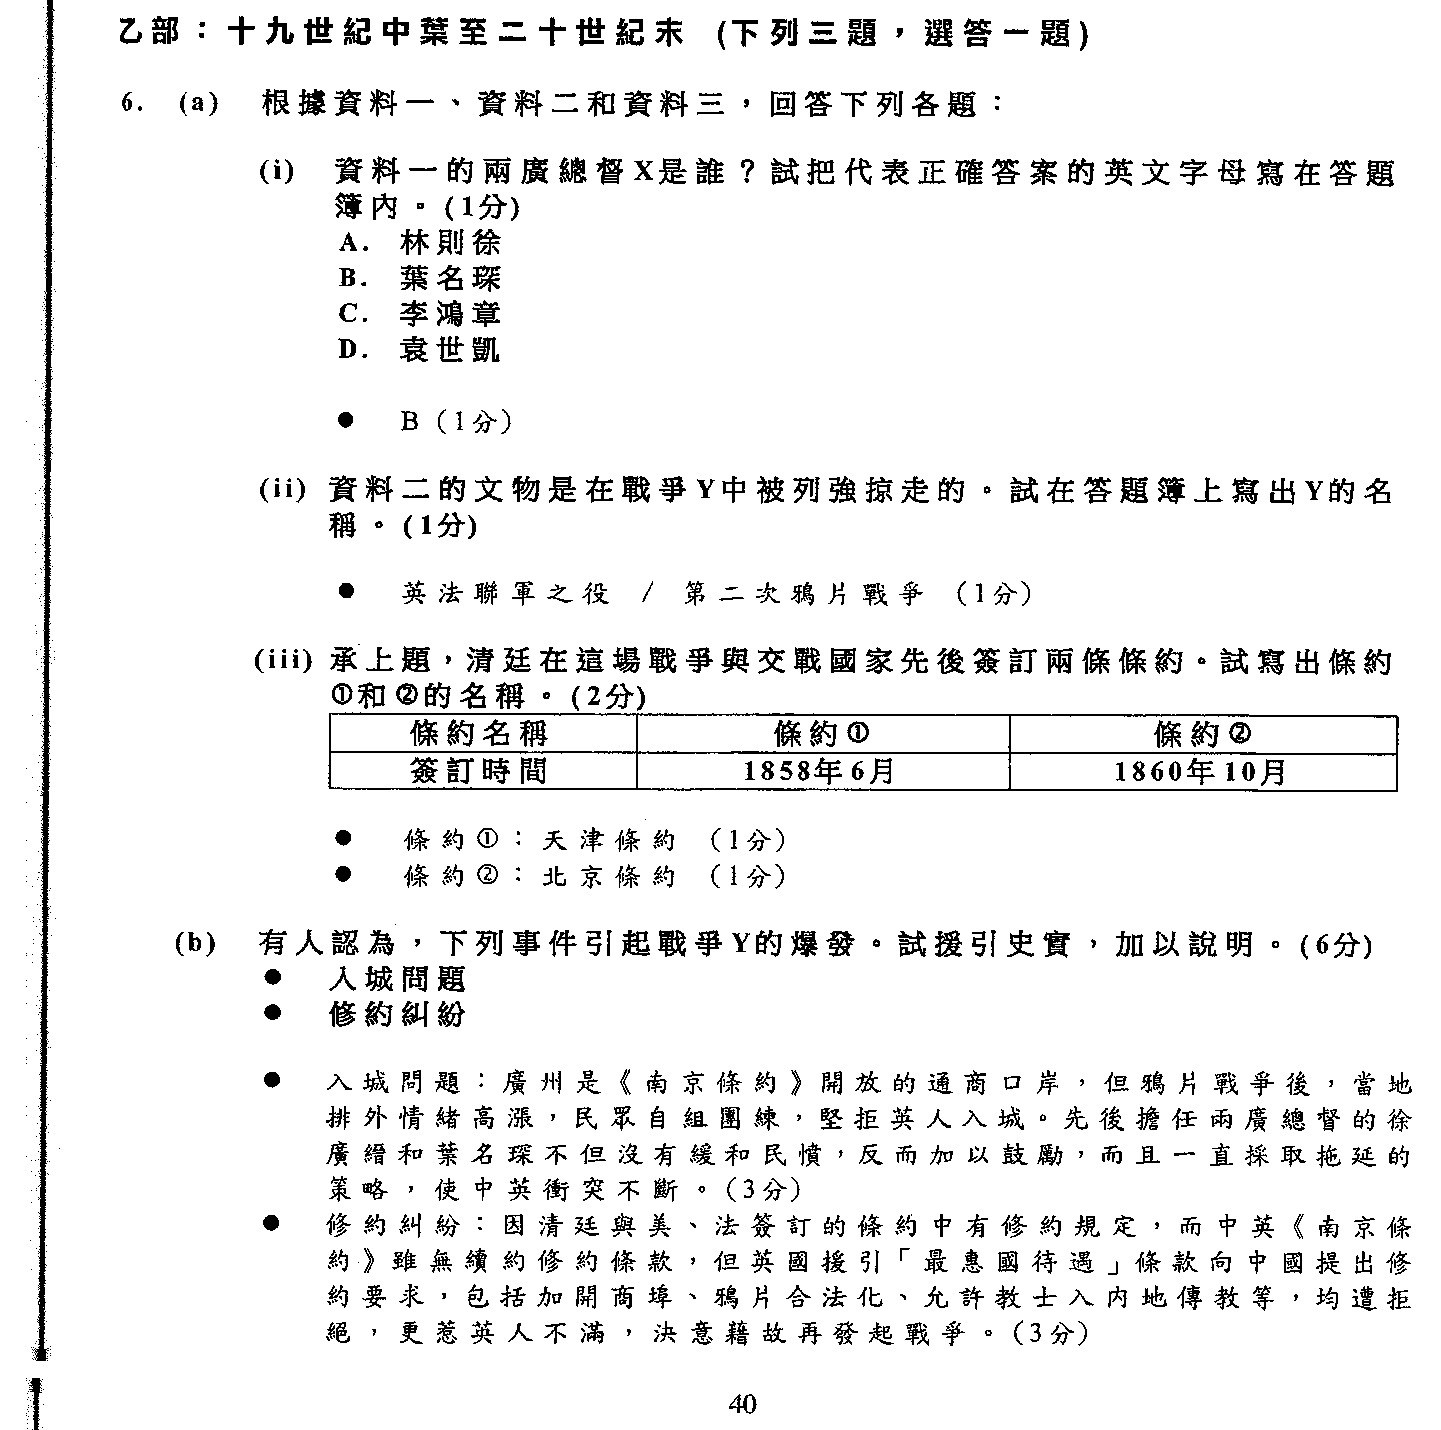 乙部：十九世紀中葉至二十世紀末 (下列三題，選答一題)
6. (a) 根據資料一、資料二和資料三，回答下列各題：
(i) 資料一的兩廣總督X是誰？試把代表正確答案的英文字母寫在答題
簿內。(1分)
A. 林則徐
B. 葉名琛
C. 李鴻章
D. 袁世凱
● B (1分)
(ii) 資料二的文物是在戰爭Y中被列強掠走的。試在答題簿上寫出Y的名
稱。(1分)
● 英法聯軍之役 / 第二次鴉片戰爭 (1分)
(iii) 承上題，清廷在這場戰爭與交戰國家先後簽訂兩條條約。試寫出條約
①和②的名稱。(2分)
條約名稱 條約① 條約②
簽訂時間 1858年6月 1860年10月
● 條約①：天津條約 (1分)
● 條約②：北京條約 (1分)
(b) 有人認為，下列事件引起戰爭Y的爆發。試援引史實，加以說明。(6分)
● 入城問題
● 修約糾紛
● 入城問題：廣州是《南京條約》開放的通商口岸，但鴉片戰爭後，當地
排外情緒高漲，民眾自組團練，堅拒英人入城。先後擔任兩廣總督的徐
廣縉和葉名琛不但沒有緩和民憤，反而加以鼓勵，而且一直採取拖延的
策略，使中英衝突不斷。(3分)
● 修約糾紛：因清廷與美、法簽訂的條約中有修約規定，而中英《南京條
約》雖無續約修約條款，但英國援引「最惠國待遇」條款向中國提出修
約要求，包括加開商埠、鴉片合法化、允許教士入內地傳教等，均遭拒
絕，更惹英人不滿，決意藉故再發起戰爭。(3分)
40